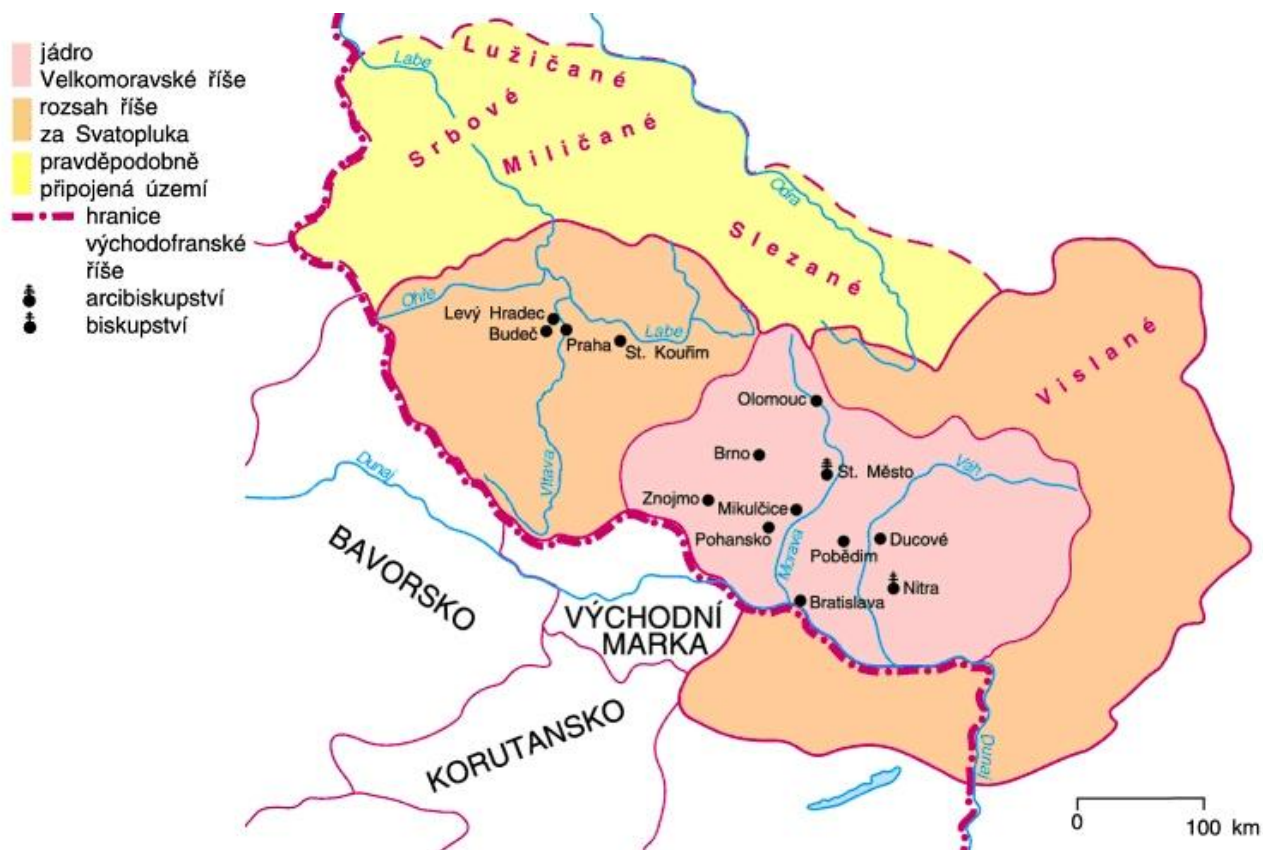 jádro
Velkomoravské říše
rozsah říše
za Svatopluka
pravděpodobně
připojená území
hranice
východofranské
říše
arcibiskupství
biskupství
Labe
Lužičané
Srbové
Miličané
Odra
Slezané
Vislané
Ohře
Levý Hradec
Budeč
Praha
Labe
St. Kouřim
Vltava
Dunaj
Olomouc
Brno
St. Město
Váh
Znojmo
Mikulčice
Pohansko
Morava
Pobědim
Ducové
Nitra
Bratislava
BAVORSKO
VÝCHODNÍ
MARKA
KORUTANSKO
Dunaj
0 100 km